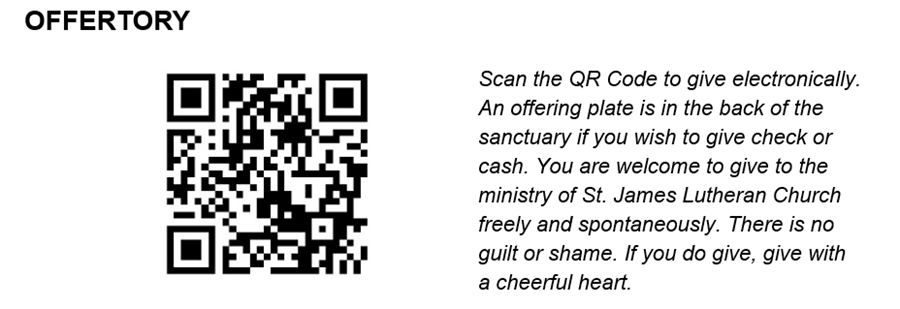 OFFERTORY
Scan the QR Code to give electronically.
An offering plate is in the back of the
sanctuary if you wish to give check or
cash. You are welcome to give to the
ministry of St. James Lutheran Church
freely and spontaneously. There is no
guilt or shame. If you do give, give with
a cheerful heart.